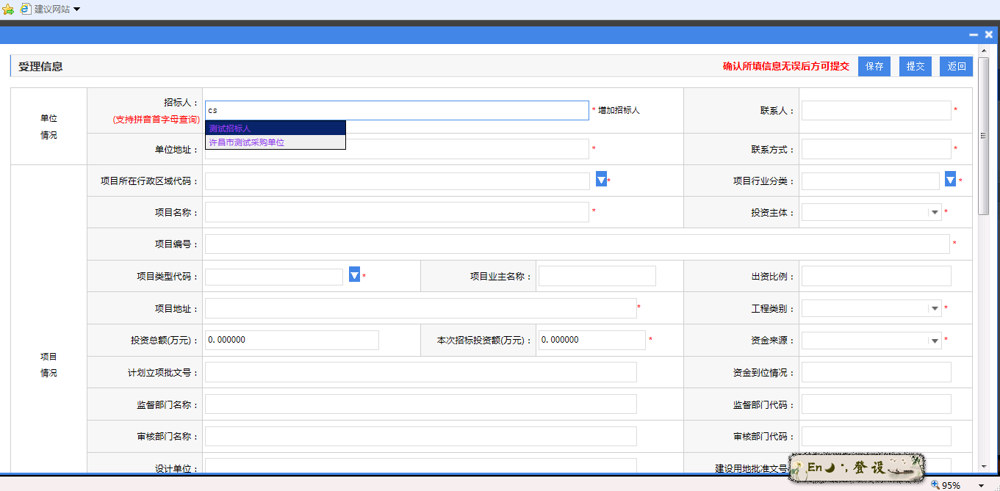 建议网站
受理信息
确认所填信息无误后方可提交 保存 提交 返回
单位
情况
招标人：
(支持拼音首字母查询)
cs
* 增加招标人
联系人：
*
测试招标人
许昌市测试采购单位
单位地址：
*
联系方式：
*
项目
情况
项目所在行政区域代码：
*
项目行业分类：
*
项目名称：
*
投资主体：
*
项目编号：
*
项目类型代码：
*
项目业主名称：
出资比例：
项目地址：
*
工程类别：
*
投资总额(万元)：
0.000000
本次招标投资额(万元)：
0.000000
*
资金来源：
*
计划立项批文号：
资金到位情况：
监督部门名称：
监督部门代码：
审核部门名称：
审核部门代码：
设计单位：
建设用地批准文号
En 登 设
95%